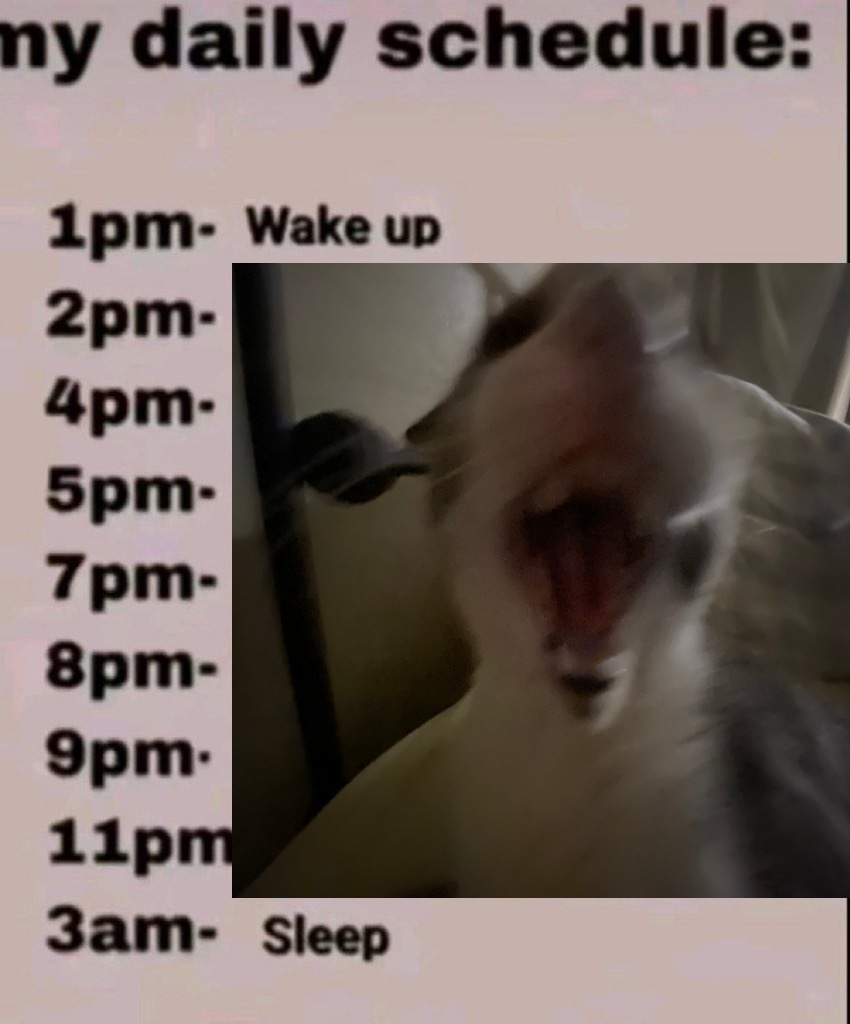 my daily schedule:
1pm- Wake up
2pm-
4pm-
5pm-
7pm-
8pm-
9pm-
11pm
3am- Sleep